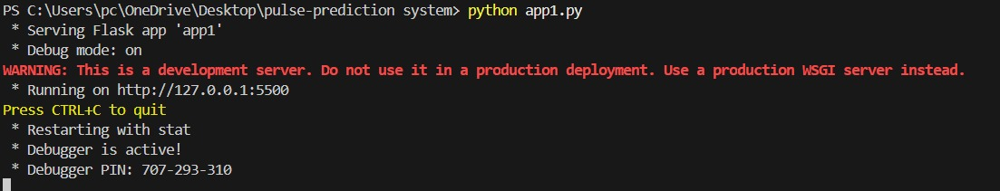 PS C:\Users\pc\OneDrive\Desktop\pulse-prediction system> python app1.py
 * Serving Flask app 'app1'
 * Debug mode: on
WARNING: This is a development server. Do not use it in a production deployment. Use a production WSGI server instead.
 * Running on http://127.0.0.1:5500
Press CTRL+C to quit
 * Restarting with stat
 * Debugger is active!
 * Debugger PIN: 707-293-310